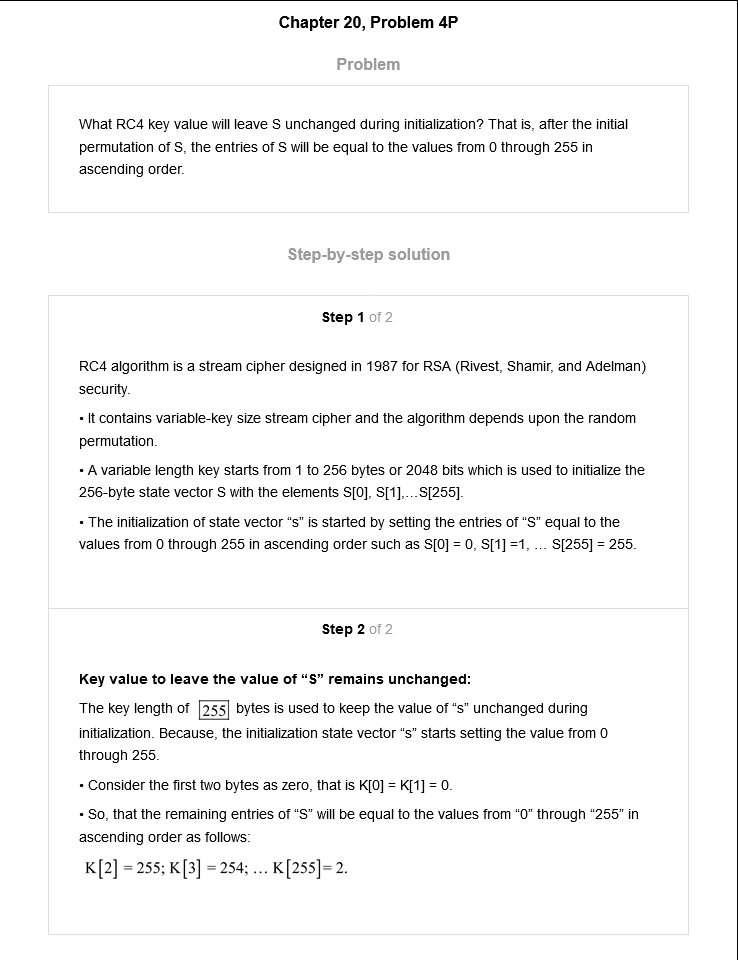 Chapter 20, Problem 4P
Problem
What RC4 key value will leave S unchanged during initialization? That is, after the initial
permutation of S, the entries of S will be equal to the values from 0 through 255 in
ascending order.
Step-by-step solution
Step 1 of 2
RC4 algorithm is a stream cipher designed in 1987 for RSA (Rivest, Shamir, and Adelman)
security.
• It contains variable-key size stream cipher and the algorithm depends upon the random
permutation.
• A variable length key starts from 1 to 256 bytes or 2048 bits which is used to initialize the
256-byte state vector S with the elements S[0], S[1],…S[255].
• The initialization of state vector “s” is started by setting the entries of “S” equal to the
values from 0 through 255 in ascending order such as S[0] = 0, S[1] =1, … S[255] = 255.
Step 2 of 2
Key value to leave the value of “S” remains unchanged:
The key length of 255 bytes is used to keep the value of “s” unchanged during
initialization. Because, the initialization state vector “s” starts setting the value from 0
through 255.
• Consider the first two bytes as zero, that is K[0] = K[1] = 0.
• So, that the remaining entries of “S” will be equal to the values from “0” through “255” in
ascending order as follows:
K[2] = 255; K[3] = 254; … K[255]= 2.